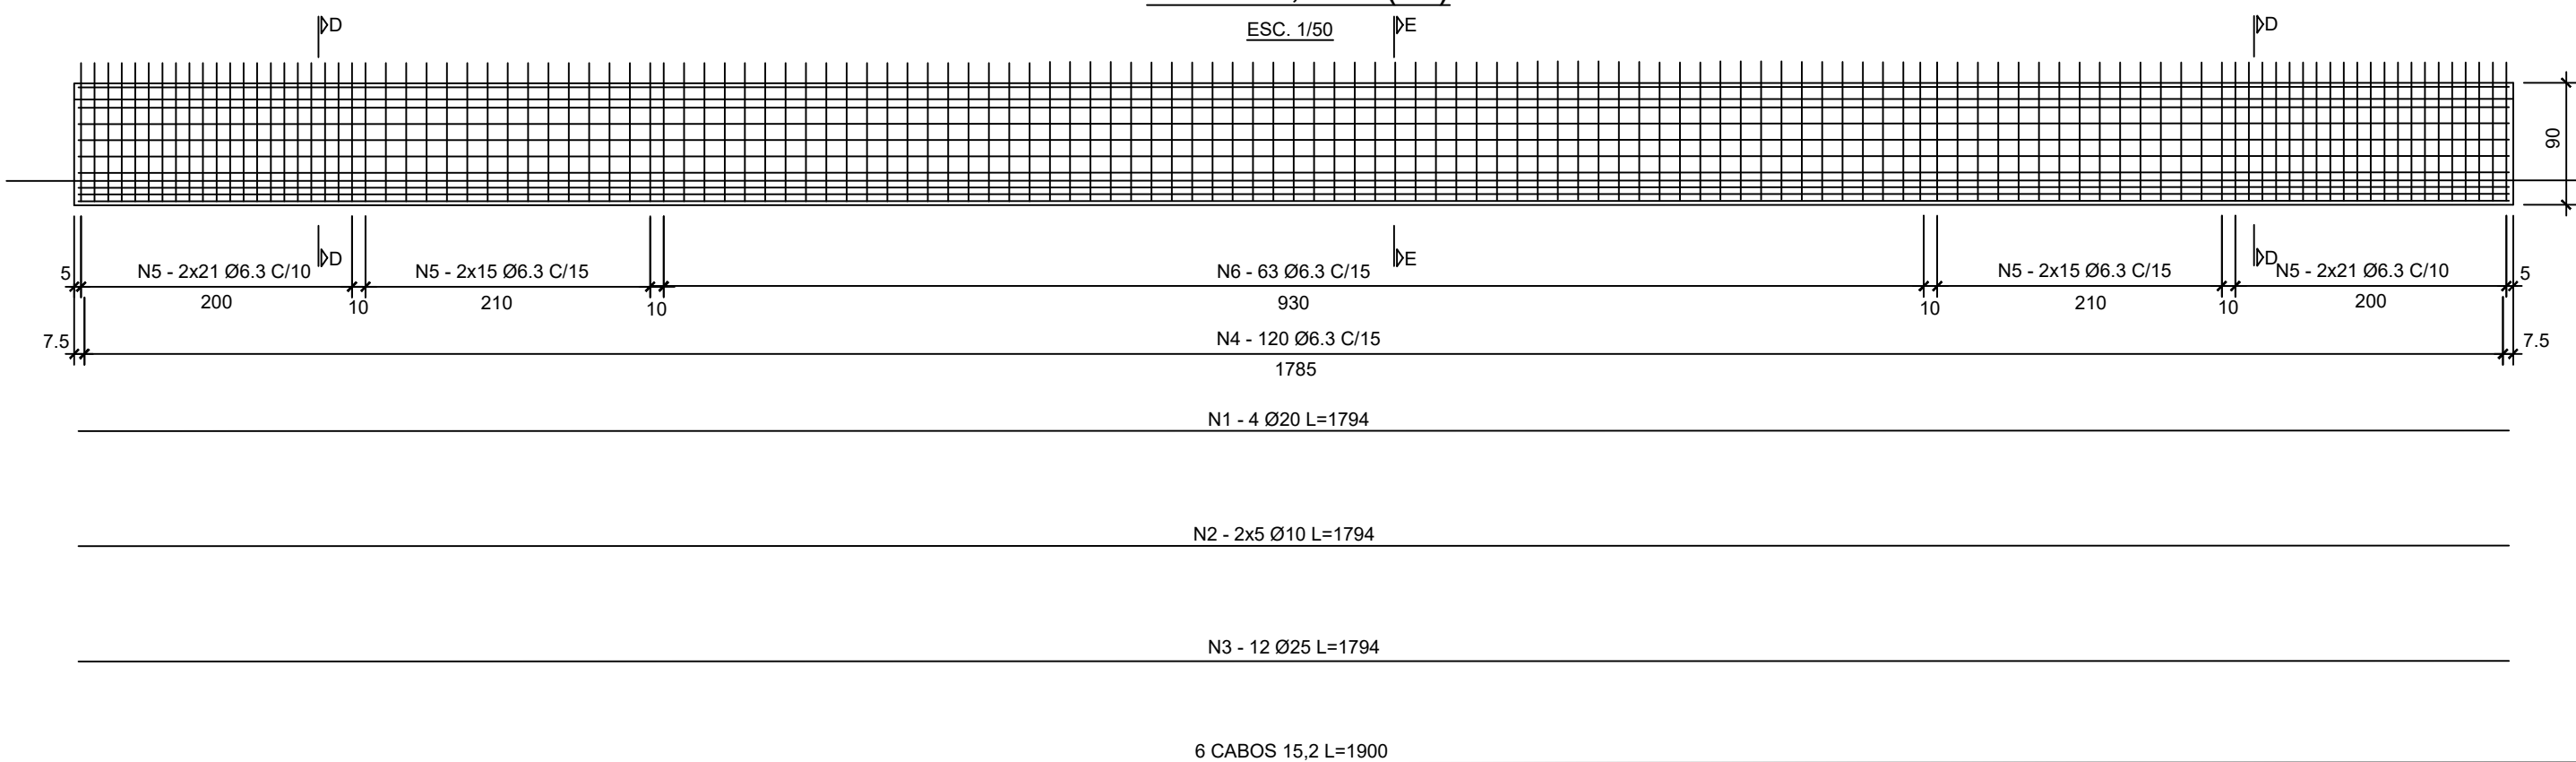 ESC. 1/50
D
E
D
90
D
E
D
5
N5 - 2x21 Ø6.3 C/10
N5 - 2x15 Ø6.3 C/15
N6 - 63 Ø6.3 C/15
N5 - 2x15 Ø6.3 C/15
N5 - 2x21 Ø6.3 C/10
5
200
10
210
10
930
10
210
10
200
7.5
N4 - 120 Ø6.3 C/15
7.5
1785
N1 - 4 Ø20 L=1794
N2 - 2x5 Ø10 L=1794
N3 - 12 Ø25 L=1794
6 CABOS 15,2 L=1900